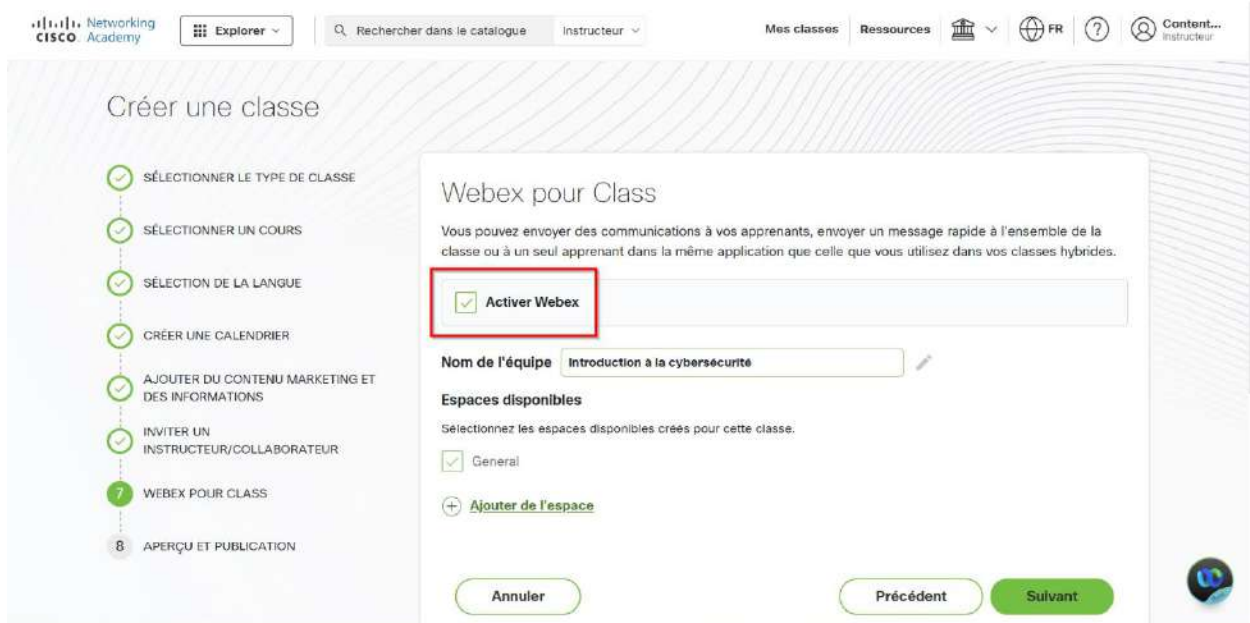 Networking
CISCO Academy
Explorer
Rechercher dans le catalogue
Instructeur
Mes classes
Ressources
FR
?
Content...
Instructeur
Créer une classe
SÉLECTIONNER LE TYPE DE CLASSE
SÉLECTIONNER UN COURS
SÉLECTION DE LA LANGUE
CRÉER UNE CALENDRIER
AJOUTER DU CONTENU MARKETING ET
DES INFORMATIONS
INVITER UN
INSTRUCTEUR/COLLABORATEUR
7 WEBEX POUR CLASS
8 APERÇU ET PUBLICATION
Webex pour Class
Vous pouvez envoyer des communications à vos apprenants, envoyer un message rapide à l'ensemble de la
classe ou à un seul apprenant dans la même application que celle que vous utilisez dans vos classes hybrides.
Activer Webex
Nom de l'équipe Introduction à la cybersécurité
Espaces disponibles
Sélectionnez les espaces disponibles créés pour cette classe.
General
Ajouter de l'espace
Annuler
Précédent
Suivant